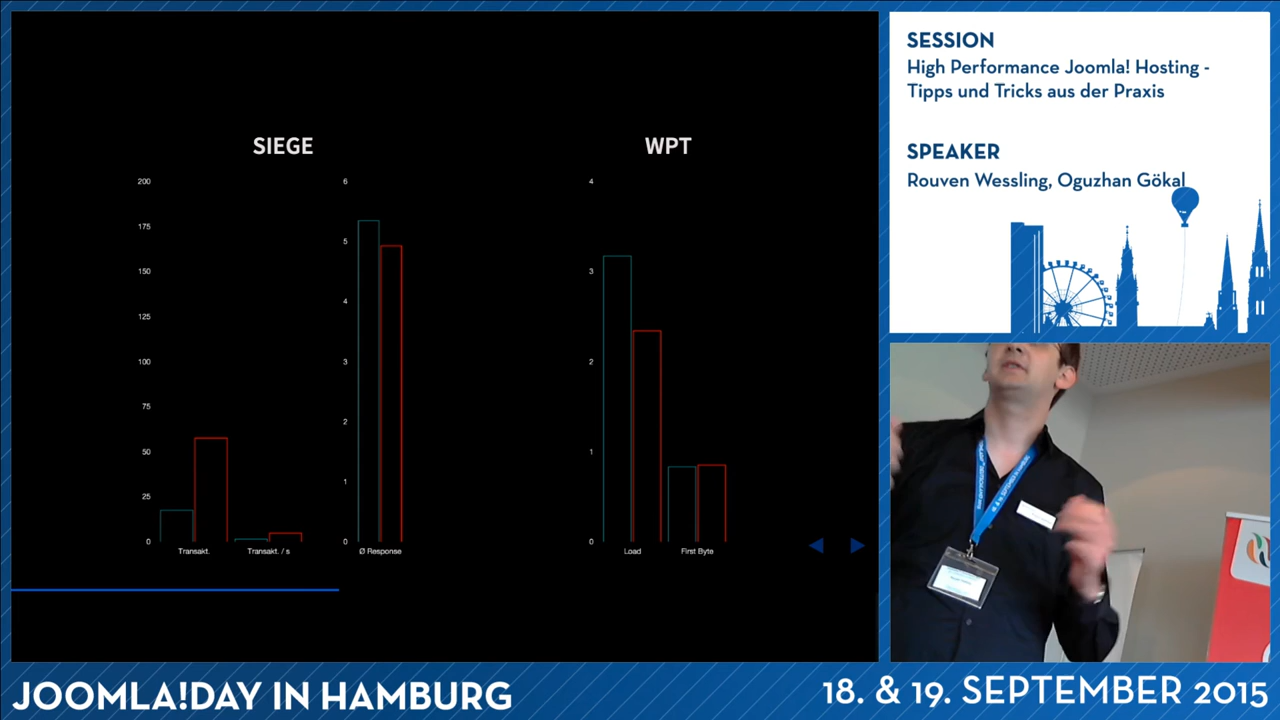 SIEGE
200
175
150
125
100
75
50
25
0
Transakt.
Transakt. / s
6
5
4
3
2
1
0
Ø Response
WPT
4
3
2
1
0
Load
First Byte
SESSION
High Performance Joomla! Hosting -
Tipps und Tricks aus der Praxis
SPEAKER
Rouven Wessling, Oguzhan Gökal
JOOMLA!DAY IN HAMBURG
18. & 19. SEPTEMBER 2015